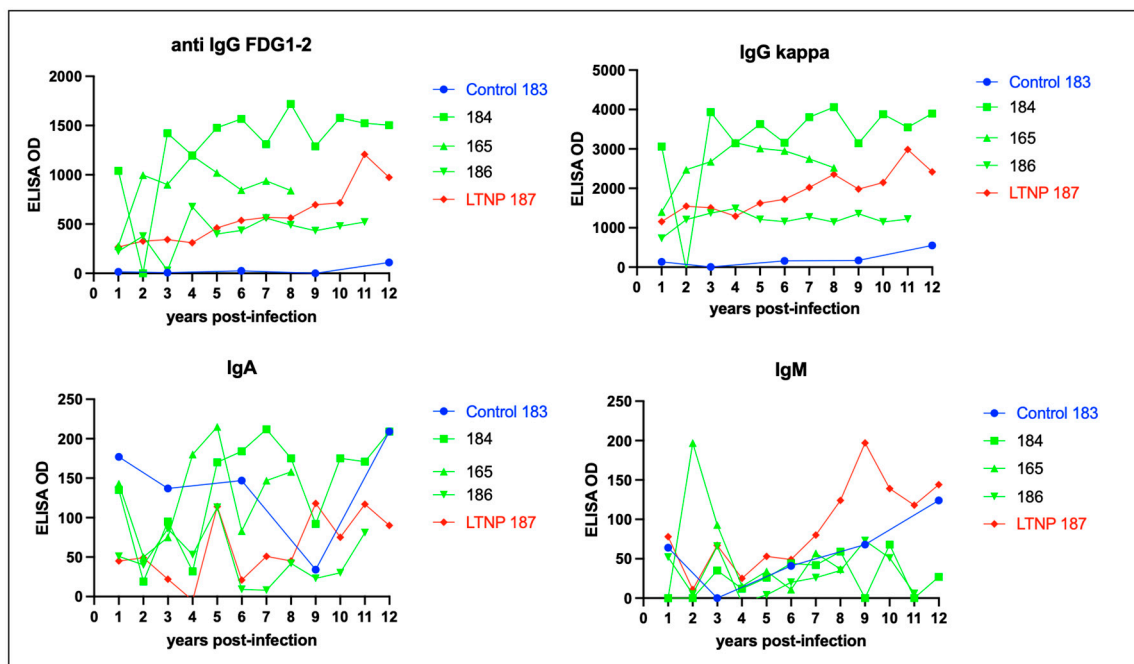 anti IgG FDG1-2
2000
1500
1000
500
0
ELISA OD
0 1 2 3 4 5 6 7 8 9 10 11 12
years post-infection
Control 183
184
165
186
LTNP 187
IgG kappa
5000
4000
3000
2000
1000
0
ELISA OD
0 1 2 3 4 5 6 7 8 9 10 11 12
years post-infection
Control 183
184
165
186
LTNP 187
IgA
250
200
150
100
50
0
ELISA OD
0 1 2 3 4 5 6 7 8 9 10 11 12
years post-infection
Control 183
184
165
186
LTNP 187
IgM
250
200
150
100
50
0
ELISA OD
0 1 2 3 4 5 6 7 8 9 10 11 12
years post-infection
Control 183
184
165
186
LTNP 187